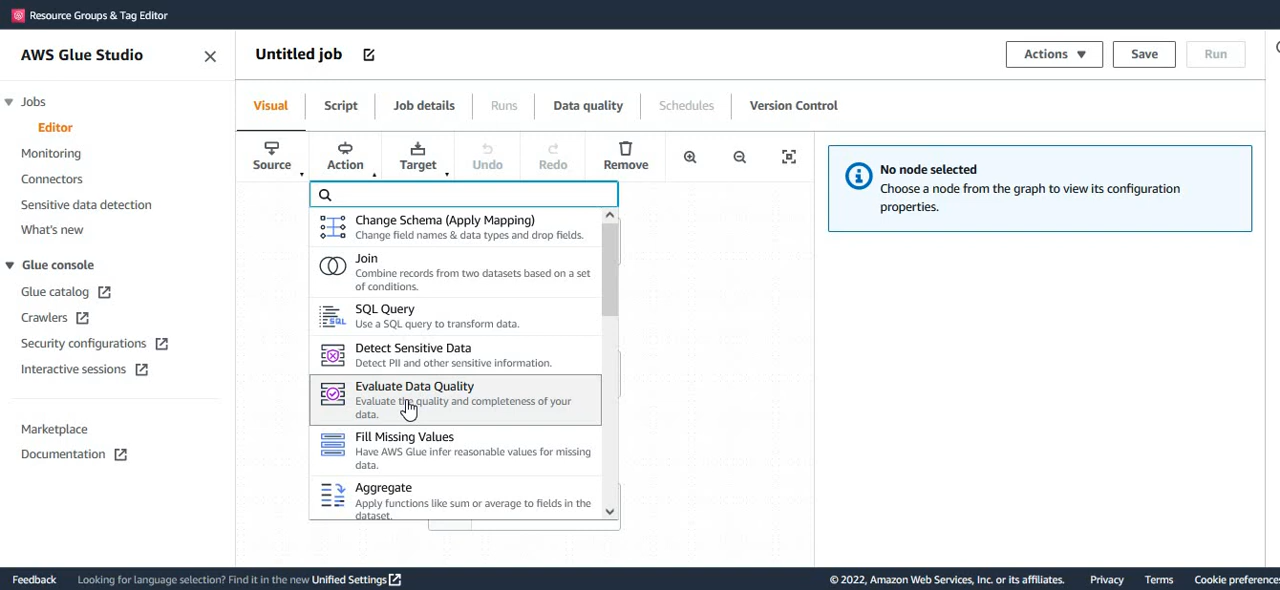 Resource Groups & Tag Editor
AWS Glue Studio
Jobs
Editor
Monitoring
Connectors
Sensitive data detection
What's new
Glue console
Glue catalog
Crawlers
Security configurations
Interactive sessions
Marketplace
Documentation
Untitled job
Actions
Save
Run
Visual
Script
Job details
Runs
Data quality
Schedules
Version Control
Source
Action
Target
Undo
Redo
Remove
Change Schema (Apply Mapping)
Change field names & data types and drop fields.
Join
Combine records from two datasets based on a set
of conditions.
SQL Query
Use a SQL query to transform data.
Detect Sensitive Data
Detect PII and other sensitive information.
Evaluate Data Quality
Evaluate the quality and completeness of your
data.
Fill Missing Values
Have AWS Glue infer reasonable values for missing
data.
Aggregate
Apply functions like sum or average to fields in the
dataset.
No node selected
Choose a node from the graph to view its configuration
properties.
Feedback
Looking for language selection? Find it in the new Unified Settings
© 2022, Amazon Web Services, Inc. or its affiliates.
Privacy
Terms
Cookie preferences